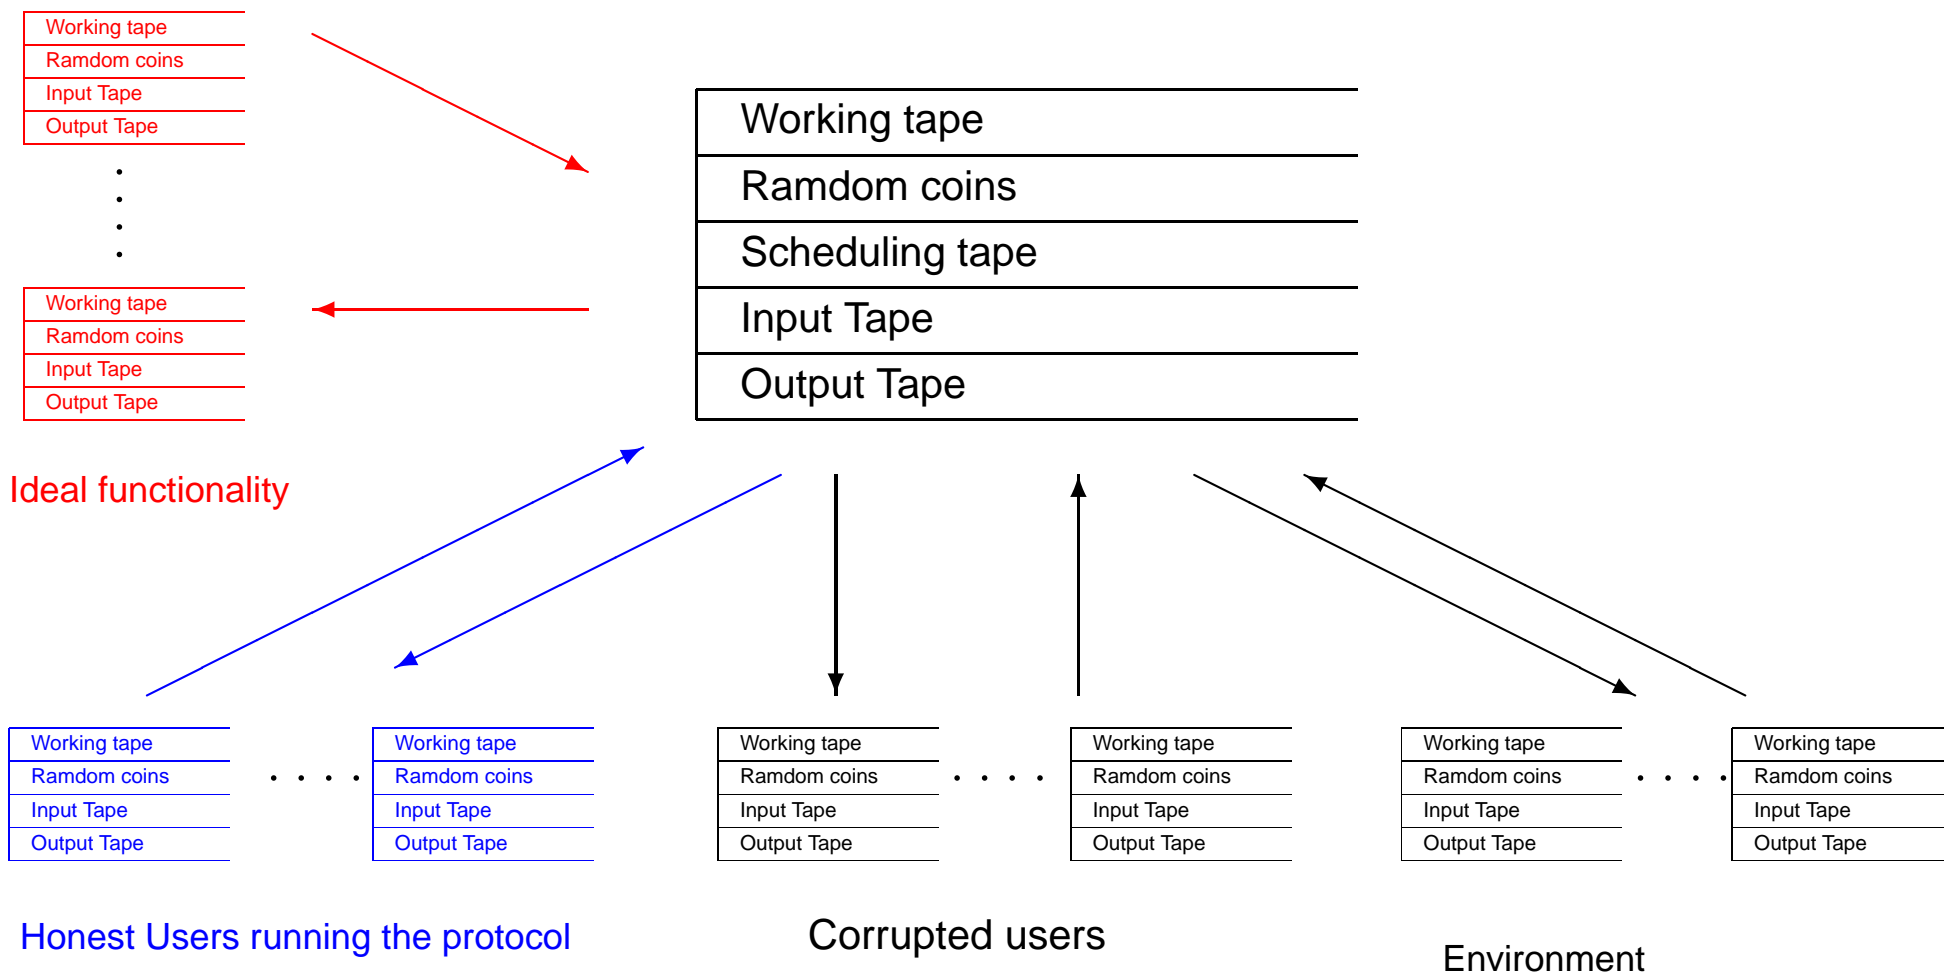 Working tape
Ramdom coins
Input Tape
Output Tape
Working tape
Ramdom coins
Input Tape
Output Tape
Ideal functionality
Working tape
Ramdom coins
Scheduling tape
Input Tape
Output Tape
Working tape
Ramdom coins
Input Tape
Output Tape
Working tape
Ramdom coins
Input Tape
Output Tape
Honest Users running the protocol
Working tape
Ramdom coins
Input Tape
Output Tape
Working tape
Ramdom coins
Input Tape
Output Tape
Corrupted users
Working tape
Ramdom coins
Input Tape
Output Tape
Working tape
Ramdom coins
Input Tape
Output Tape
Environment